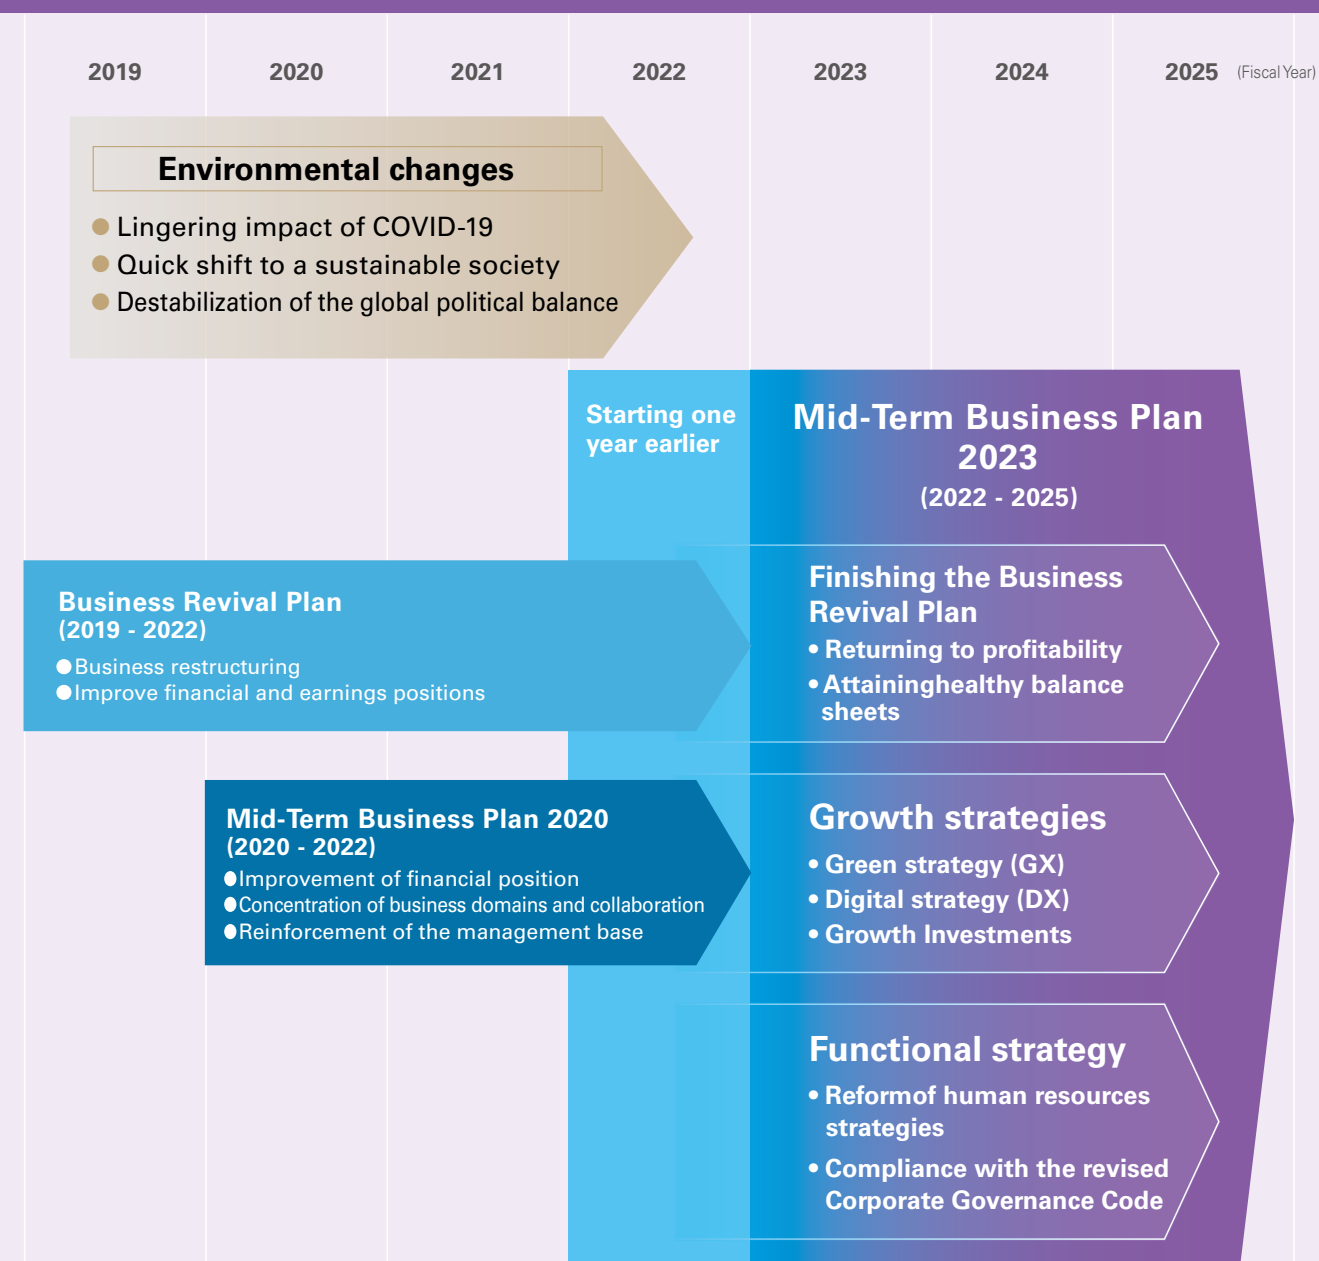 2019 2020 2021 2022 2023 2024 2025 (Fiscal Year)
Environmental changes
● Lingering impact of COVID-19
● Quick shift to a sustainable society
● Destabilization of the global political balance
Starting one
year earlier
Mid-Term Business Plan
2023
(2022 - 2025)
Business Revival Plan
(2019 - 2022)
●Business restructuring
●Improve financial and earnings positions
Finishing the Business
Revival Plan
• Returning to profitability
• Attaininghealthy balance
sheets
Mid-Term Business Plan 2020
(2020 - 2022)
●Improvement of financial position
●Concentration of business domains and collaboration
●Reinforcement of the management base
Growth strategies
• Green strategy (GX)
• Digital strategy (DX)
• Growth Investments
Functional strategy
• Reformof human resources
strategies
• Compliance with the revised
Corporate Governance Code